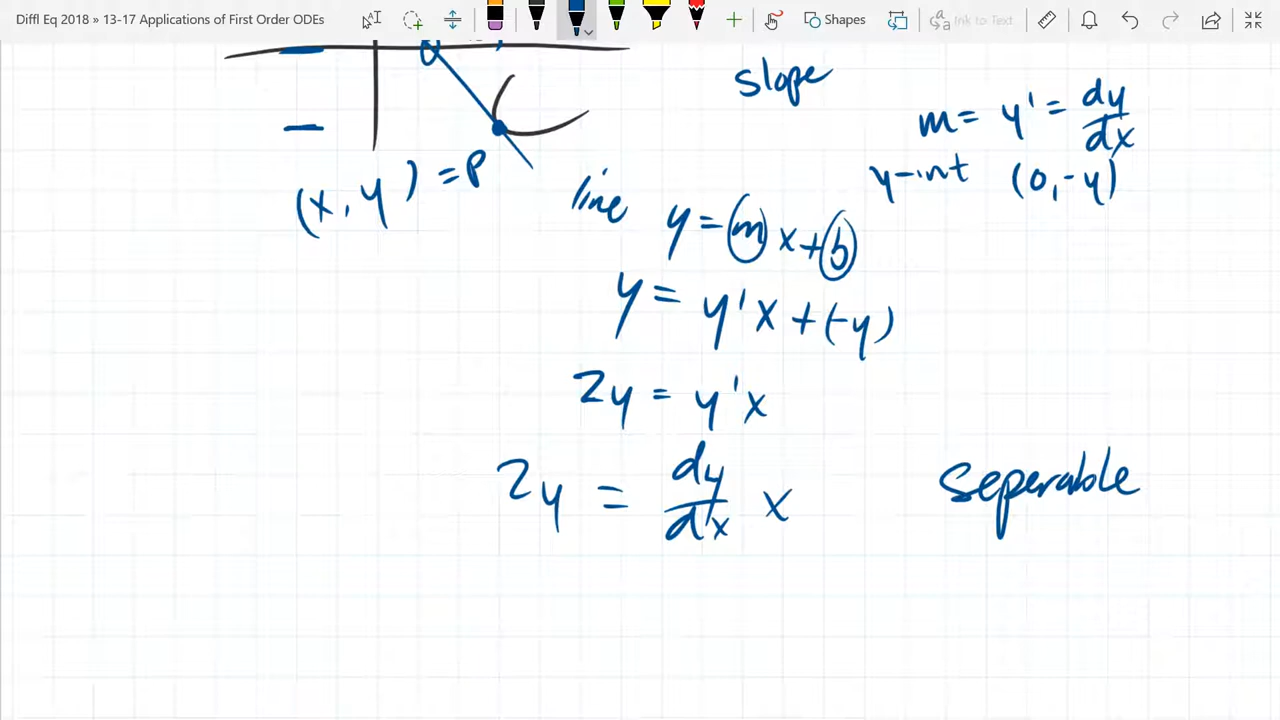 Diffl Eq 2018 » 13-17 Applications of First Order ODEs
Shapes
Ink to Text
slope
m = y' = dy/dx
y-int (0, -y)
(x, y) = P
line y = mx + b
y = y'x + (-y)
2y = y'x
2y = dy/dx x
seperable